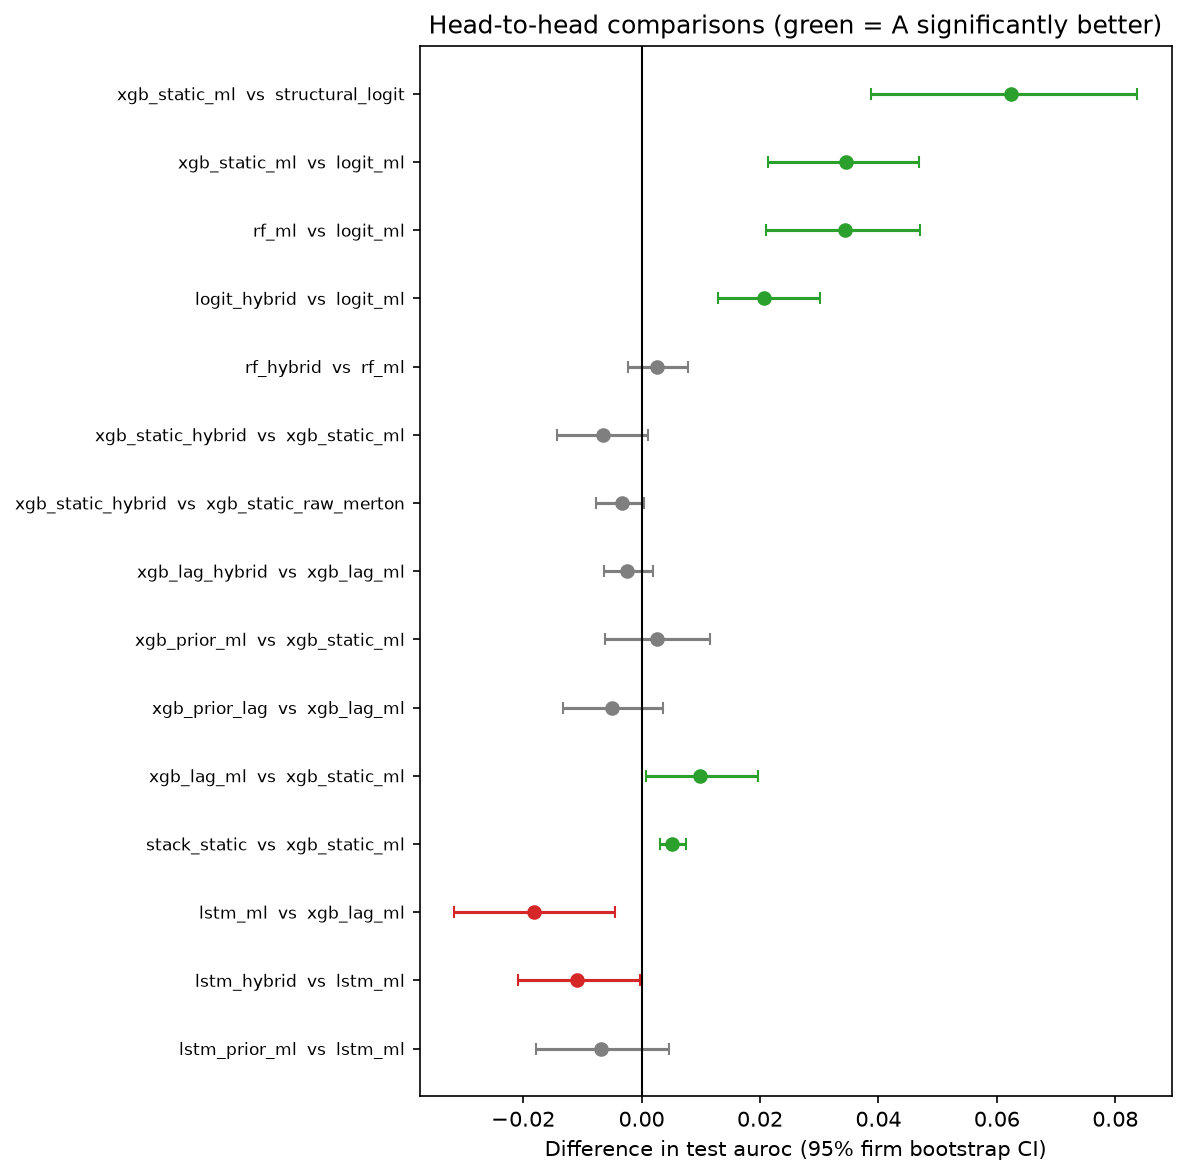 Head-to-head comparisons (green = A significantly better)
xgb_static_ml vs structural_logit
xgb_static_ml vs logit_ml
rf_ml vs logit_ml
logit_hybrid vs logit_ml
rf_hybrid vs rf_ml
xgb_static_hybrid vs xgb_static_ml
xgb_static_hybrid vs xgb_static_raw_merton
xgb_lag_hybrid vs xgb_lag_ml
xgb_prior_ml vs xgb_static_ml
xgb_prior_lag vs xgb_lag_ml
xgb_lag_ml vs xgb_static_ml
stack_static vs xgb_static_ml
lstm_ml vs xgb_lag_ml
lstm_hybrid vs lstm_ml
lstm_prior_ml vs lstm_ml
−0.02 0.00 0.02 0.04 0.06 0.08
Difference in test auroc (95% firm bootstrap CI)